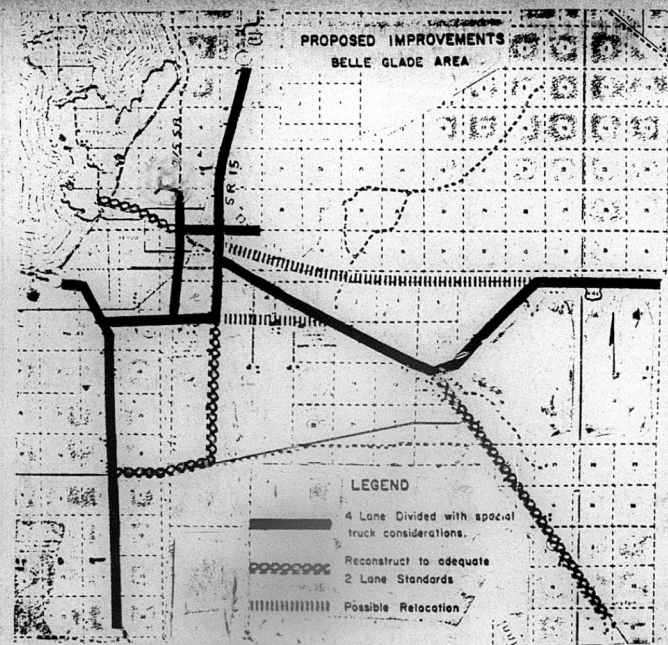 PROPOSED IMPROVEMENTS
BELLE GLADE AREA
SR 15
LEGEND
4 Lane Divided with special
truck considerations.
Reconstruct to adequate
2 Lane Standards
Possible Relocation